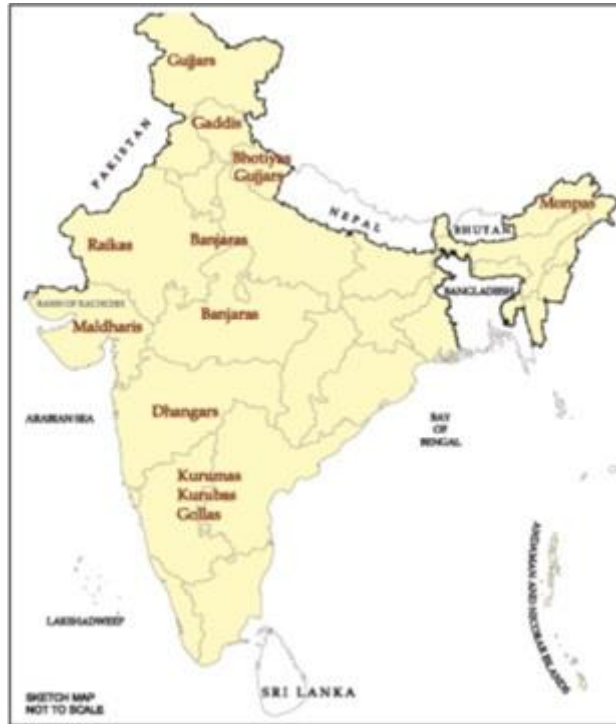 Gujjars
Gaddis
PAKISTAN
Bhotiyas
Gujjars
NEPAL
Monpas
BHUTAN
Raikas
Banjaras
BANGLADESH
RANN OF KACHCHH
Maldharis
Banjaras
ARABIAN SEA
Dhangars
BAY
OF
BENGAL
Kurumas
Kurubas
Gollas
ANDAMAN AND NICOBAR ISLANDS
LAKSHADWEEP
SRI LANKA
SKETCH MAP
NOT TO SCALE